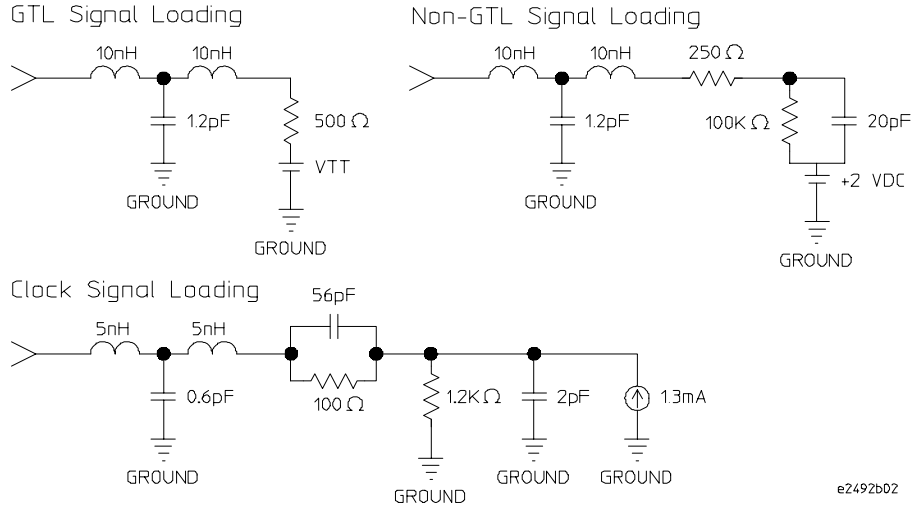 GTL Signal Loading
10nH
10nH
1.2pF
500 Ω
VTT
GROUND
GROUND
Non-GTL Signal Loading
10nH
10nH
250 Ω
1.2pF
100K Ω
20pF
+2 VDC
GROUND
GROUND
Clock Signal Loading
5nH
5nH
56pF
0.6pF
100 Ω
1.2K Ω
2pF
1.3mA
GROUND
GROUND
GROUND
GROUND
e2492b02